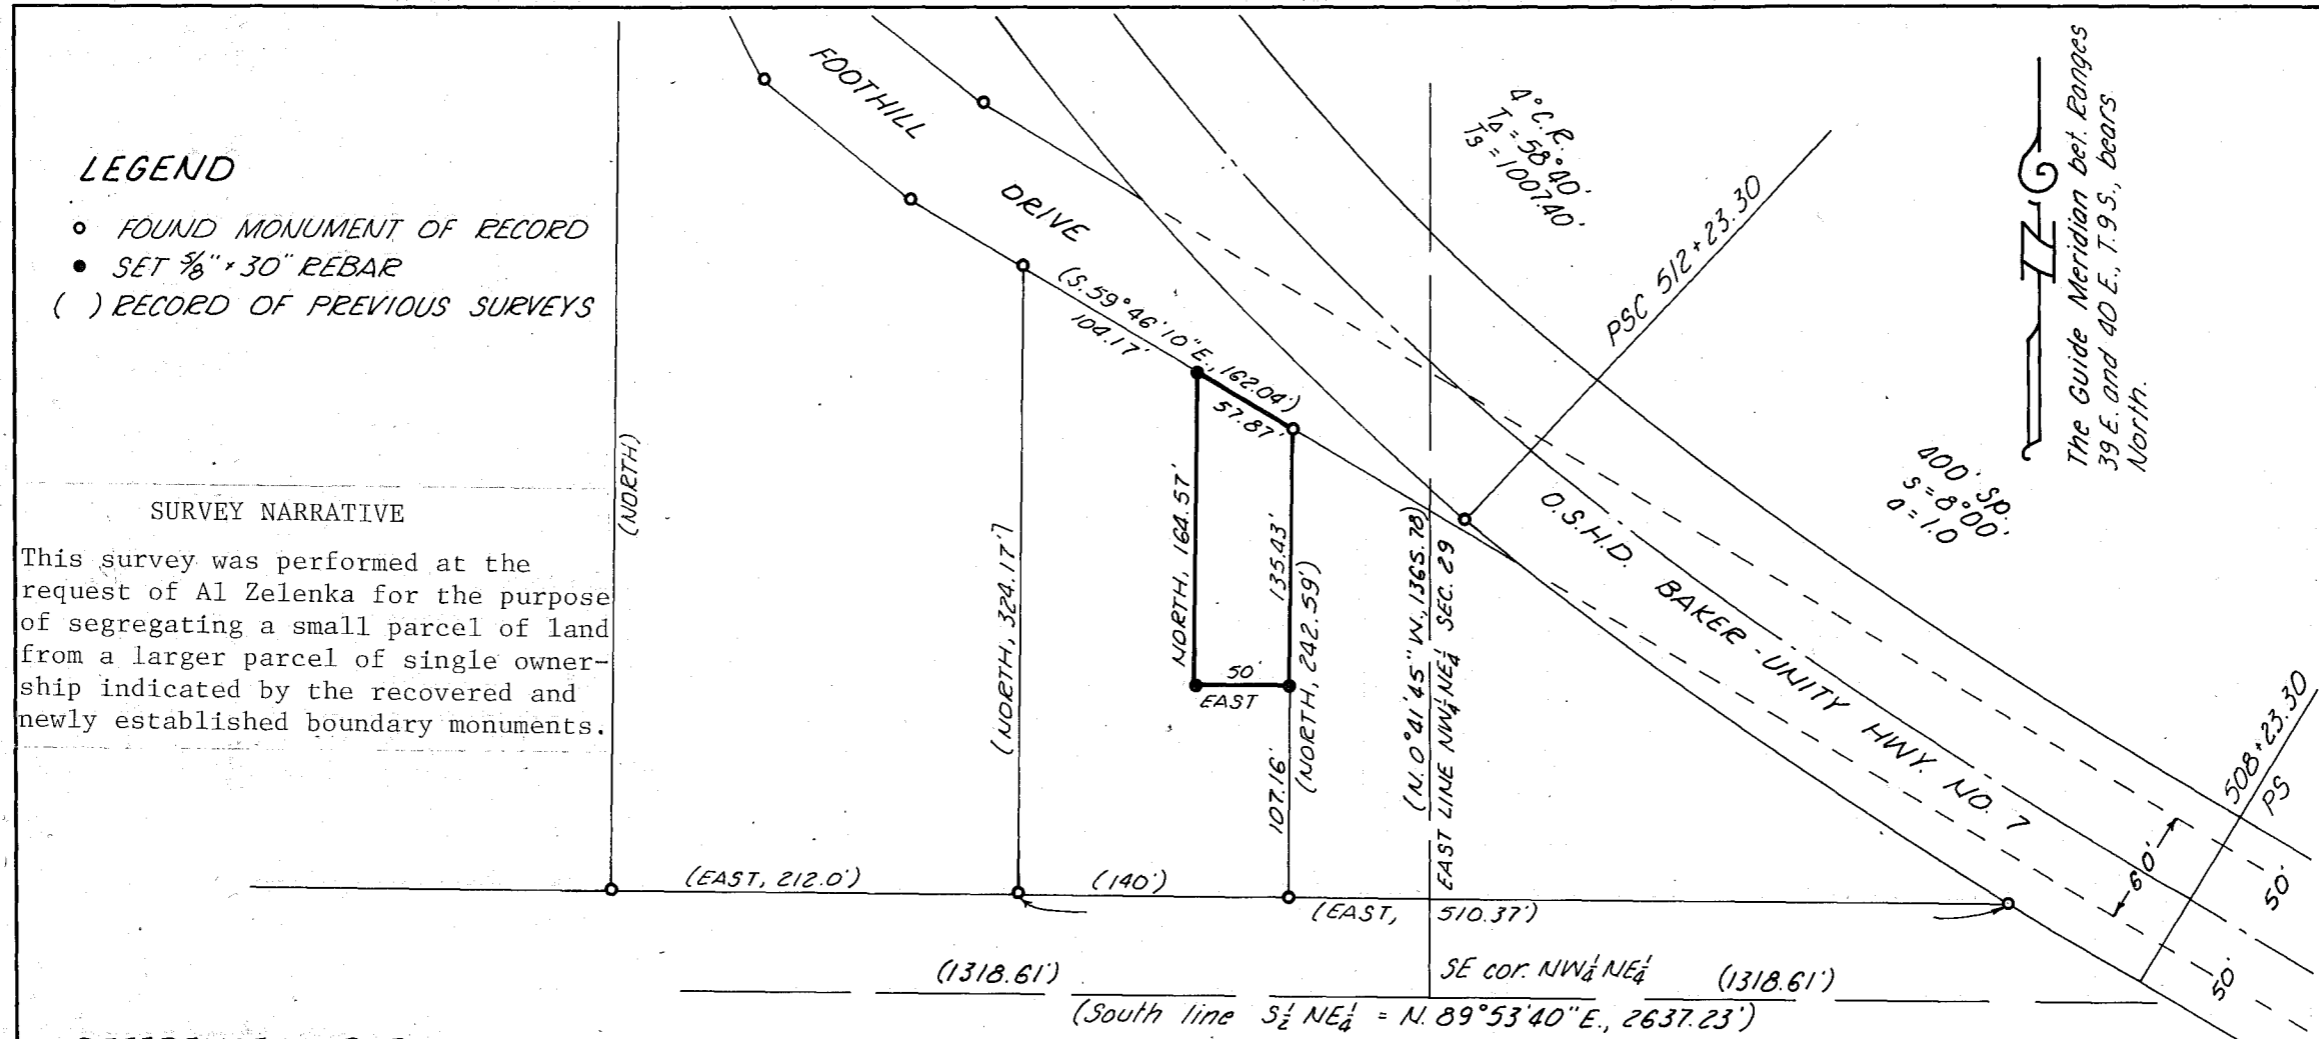 LEGEND
○ FOUND MONUMENT OF RECORD
● SET 5/8" x 30" REBAR
( ) RECORD OF PREVIOUS SURVEYS
SURVEY NARRATIVE
This survey was performed at the
request of Al Zelenka for the purpose
of segregating a small parcel of land
from a larger parcel of single owner-
ship indicated by the recovered and
newly established boundary monuments.
(NORTH)
FOOTHILL
DRIVE
(S.59°46'10"E., 162.04')
104.17'
57.87'
(NORTH, 324.17')
NORTH, 164.57'
135.43'
50'
EAST
(NORTH, 242.59')
107.16'
(N.0°41'45"W., 1365.78)
EAST LINE NW¼NE¼ SEC. 29
4° C.R.
TΔ = 58°40'
Ts = 1007.40'
PSC 512+23.30
The Guide Meridian bet. Ranges
39 E. and 40 E., T.9 S., bears
North.
N
400' Sp.
s = 8°00'
a = 1.0
O.S.H.D. BAKER-UNITY HWY. NO. 7
508+23.30
PS
60'
50'
50'
(EAST, 212.0')
(140')
(EAST, 510.37')
(1318.61')
SE cor. NW¼NE¼
(1318.61')
(South line S½ NE¼ = N. 89°53'40"E., 2637.23')